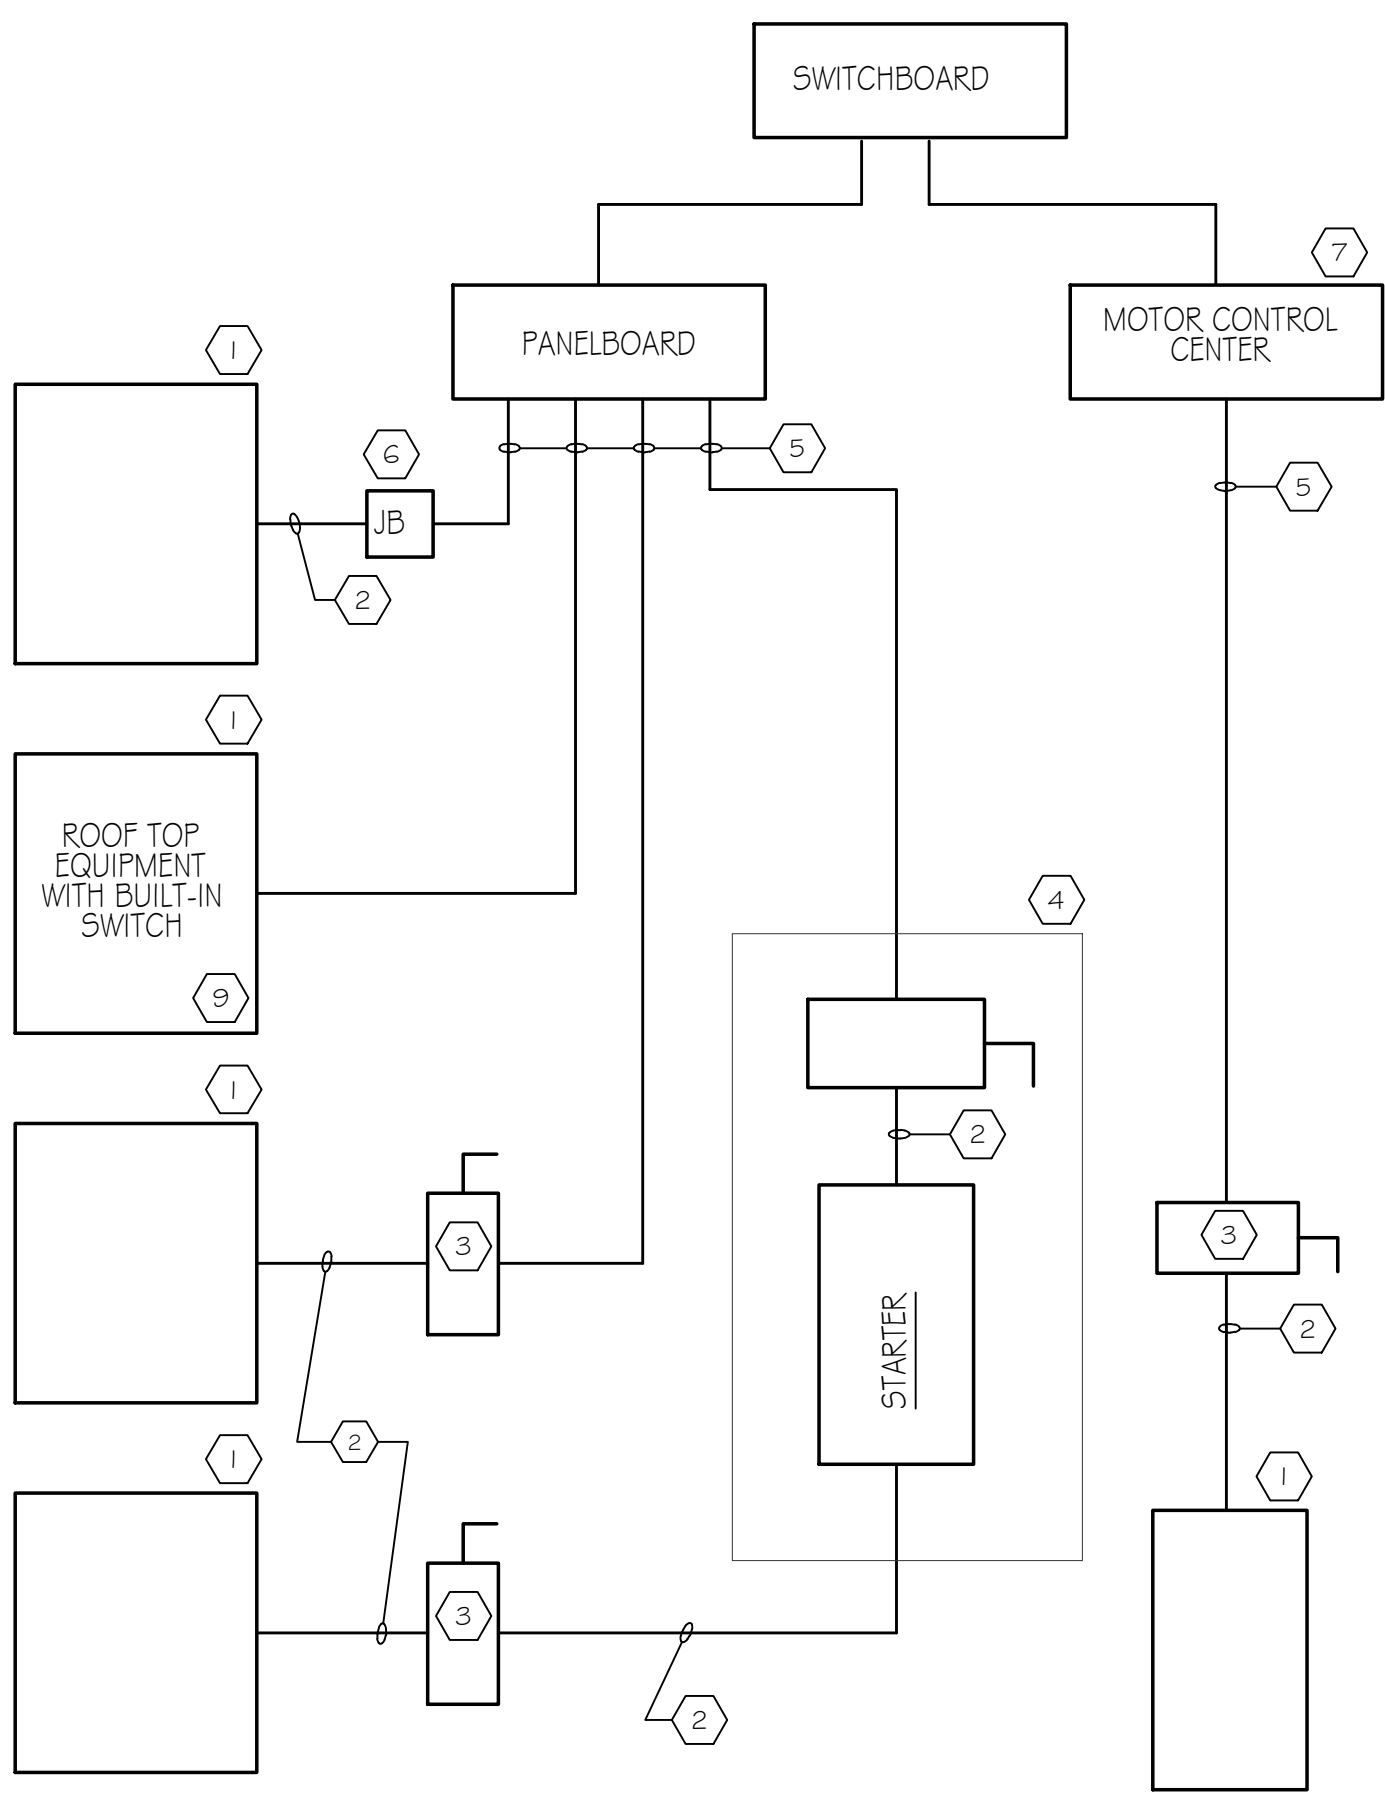 SWITCHBOARD
7
PANELBOARD
MOTOR CONTROL
CENTER
1
6
5
5
JB
2
1
ROOF TOP
EQUIPMENT
WITH BUILT-IN
SWITCH
9
4
1
2
3
3
STARTER
2
2
1
1
3
2